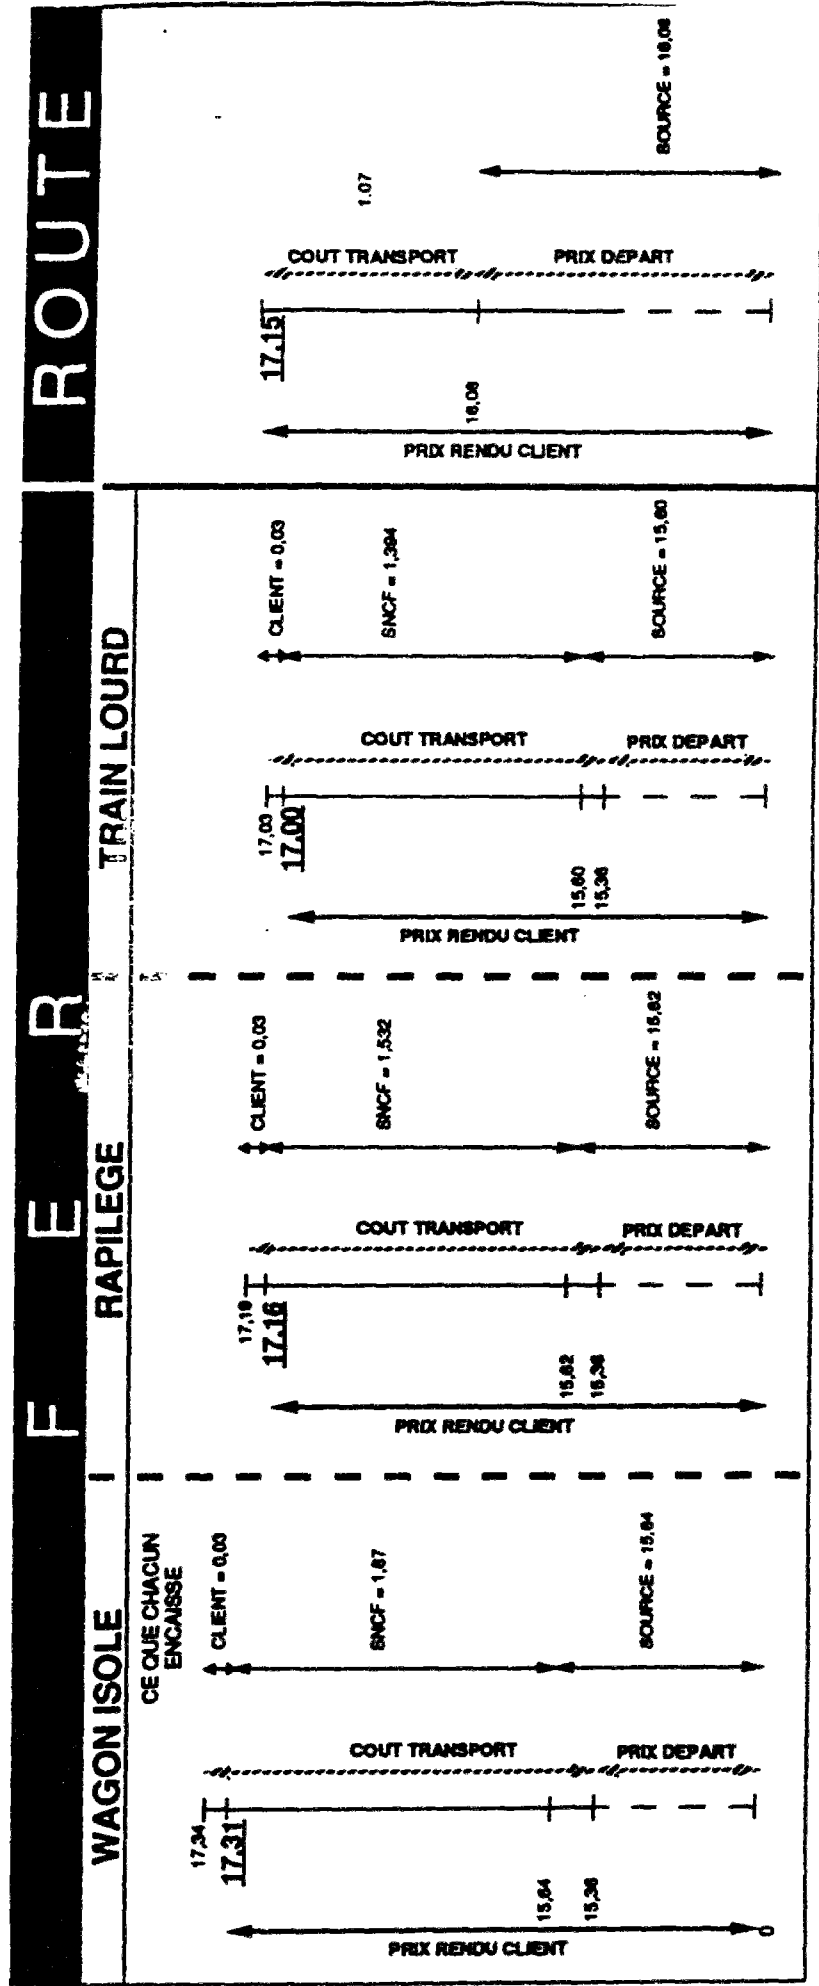 FER
ROUTE
WAGON ISOLE
RAPILEGE
TRAIN LOURD
CE QUE CHACUN
ENCAISSE
17,34
17.31
15,64
15,36
0
PRIX RENDU CLIENT
COUT TRANSPORT
PRIX DEPART
CLIENT = 0,03
SNCF = 1,67
SOURCE = 15,64
17,19
17.16
15,62
15,36
PRIX RENDU CLIENT
COUT TRANSPORT
PRIX DEPART
CLIENT = 0,03
SNCF = 1,532
SOURCE = 15,62
17,03
17.00
15,60
15,36
PRIX RENDU CLIENT
COUT TRANSPORT
PRIX DEPART
CLIENT = 0,03
SNCF = 1,394
SOURCE = 15,60
17.15
16,08
PRIX RENDU CLIENT
COUT TRANSPORT
PRIX DEPART
1.07
SOURCE = 16,08